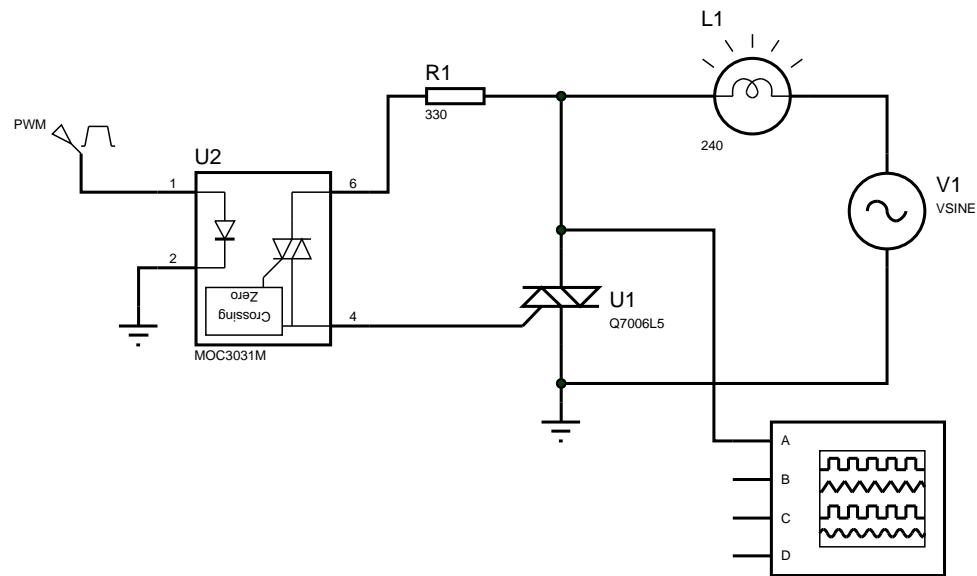 L1
R1
330
240
PWM
U2
1
6
2
4
Zero
Crossing
MOC3031M
V1
VSINE
U1
Q7006L5
A
B
C
D